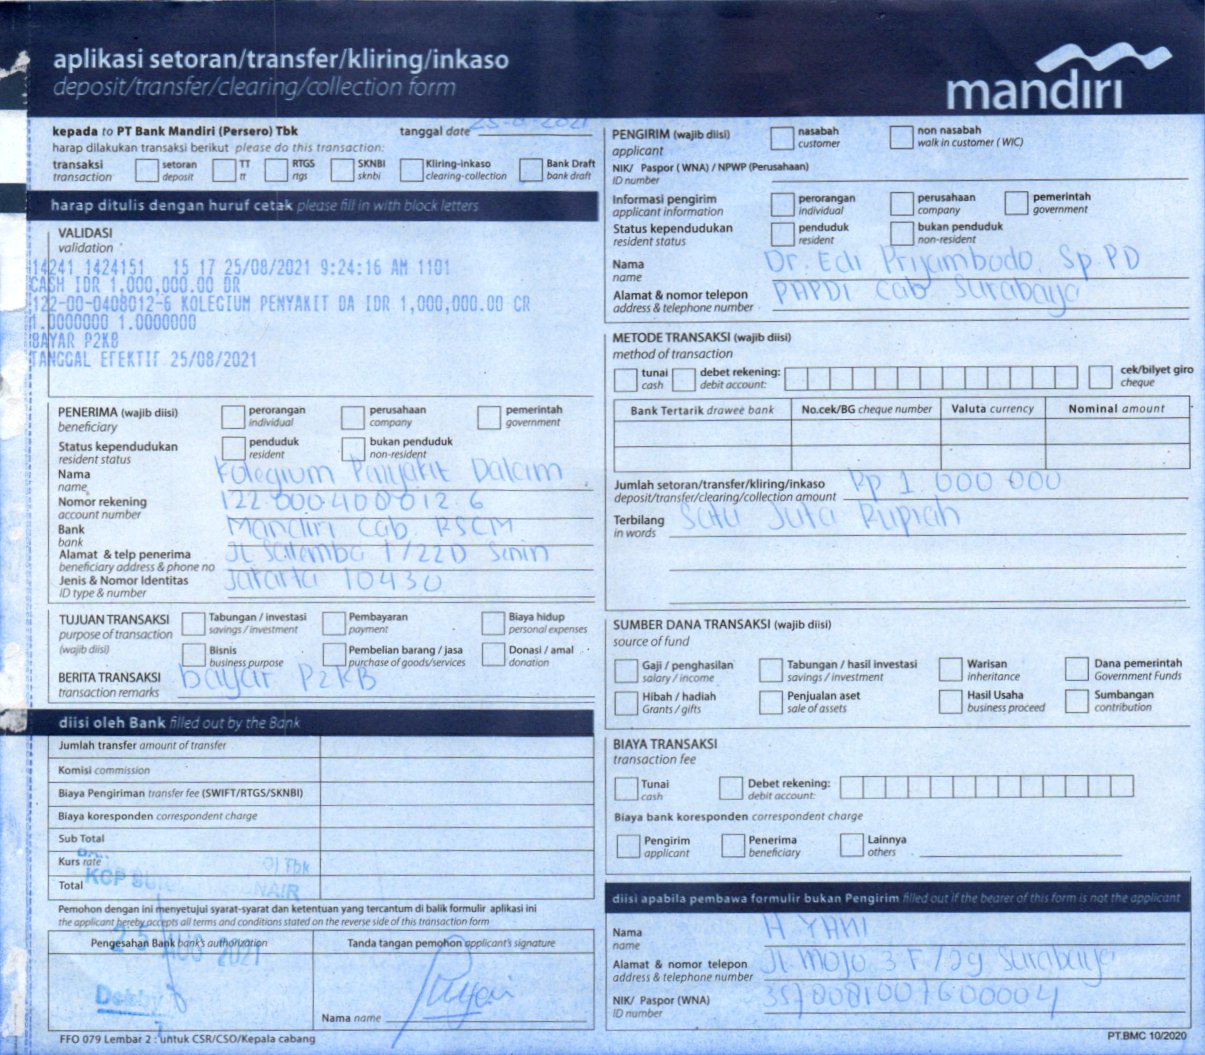 aplikasi setoran/transfer/kliring/inkaso
deposit/transfer/clearing/collection form
mandiri
kepada to PT Bank Mandiri (Persero) Tbk
tanggal date
harap dilakukan transaksi berikut please do this transaction:
transaksi transaction
setoran deposit
TT tt
RTGS rtgs
SKNBI sknbi
Kliring-inkaso clearing-collection
Bank Draft bank draft
harap ditulis dengan huruf cetak please fill in with block letters
VALIDASI
validation
14241 1424151 15 17 25/08/2021 9:24:16 AM 1101
CASH IDR 1,000,000.00 DR
122-00-0408012-6 KOLEGIUM PENYAKIT DA IDR 1,000,000.00 CR
1.0000000 1.0000000
BAYAR P2KB
TANGGAL EFEKTIF 25/08/2021
PENERIMA (wajib diisi)
beneficiary
perorangan individual
perusahaan company
pemerintah government
Status kependudukan
resident status
penduduk resident
bukan penduduk non-resident
Nama Kolegium Penyakit Dalam
name
Nomor rekening 122.000.408012.6
account number
Bank Mandiri Cab RSCM
bank
Alamat & telp penerima Jl Salemba 1/22D Senin
beneficiary address & phone no
Jenis & Nomor Identitas Jakarta 10430
ID type & number
TUJUAN TRANSAKSI
purpose of transaction
(wajib diisi)
Tabungan / investasi savings / investment
Pembayaran payment
Biaya hidup personal expenses
Bisnis business purpose
Pembelian barang / jasa purchase of goods/services
Donasi / amal donation
BERITA TRANSAKSI bayar P2KB
transaction remarks
diisi oleh Bank filled out by the Bank
Jumlah transfer amount of transfer
Komisi commission
Biaya Pengiriman transfer fee (SWIFT/RTGS/SKNBI)
Biaya koresponden correspondent charge
Sub Total
Kurs rate
Total
KCP
Tbk
Pemohon dengan ini menyetujui syarat-syarat dan ketentuan yang tercantum di balik formulir aplikasi ini
the applicant hereby accepts all terms and conditions stated on the reverse side of this transaction form
Pengesahan Bank bank's authorization
Tanda tangan pemohon applicant's signature
25 AUG 2021
Debby
Nama name
FFO 079 Lembar 2 : untuk CSR/CSO/Kepala cabang
PENGIRIM (wajib diisi)
applicant
nasabah customer
non nasabah walk in customer ( WIC)
NIK/ Paspor ( WNA) / NPWP (Perusahaan)
ID number
Informasi pengirim
applicant information
perorangan individual
perusahaan company
pemerintah government
Status kependudukan
resident status
penduduk resident
bukan penduduk non-resident
Nama Dr. Edi Prijambodo, Sp.PD
name
Alamat & nomor telepon PAPDI Cab Surabaya
address & telephone number
METODE TRANSAKSI (wajib diisi)
method of transaction
tunai cash
debet rekening: debit account:
cek/bilyet giro cheque
Bank Tertarik drawee bank
No.cek/BG cheque number
Valuta currency
Nominal amount
Jumlah setoran/transfer/kliring/inkaso Rp 1.000.000
deposit/transfer/clearing/collection amount
Terbilang Satu Juta Rupiah
in words
SUMBER DANA TRANSAKSI (wajib diisi)
source of fund
Gaji / penghasilan salary / income
Tabungan / hasil investasi savings / investment
Warisan inheritance
Dana pemerintah Government Funds
Hibah / hadiah Grants / gifts
Penjualan aset sale of assets
Hasil Usaha business proceed
Sumbangan contribution
BIAYA TRANSAKSI
transaction fee
Tunai cash
Debet rekening: debit account:
Biaya bank koresponden correspondent charge
Pengirim applicant
Penerima beneficiary
Lainnya others
diisi apabila pembawa formulir bukan Pengirim filled out if the bearer of this form is not the applicant
Nama A YANI
name
Alamat & nomor telepon Jl. Mojo 3F/29 Surabaya
address & telephone number
NIK/ Paspor (WNA) 3578081007600004
ID number
PT.BMC 10/2020